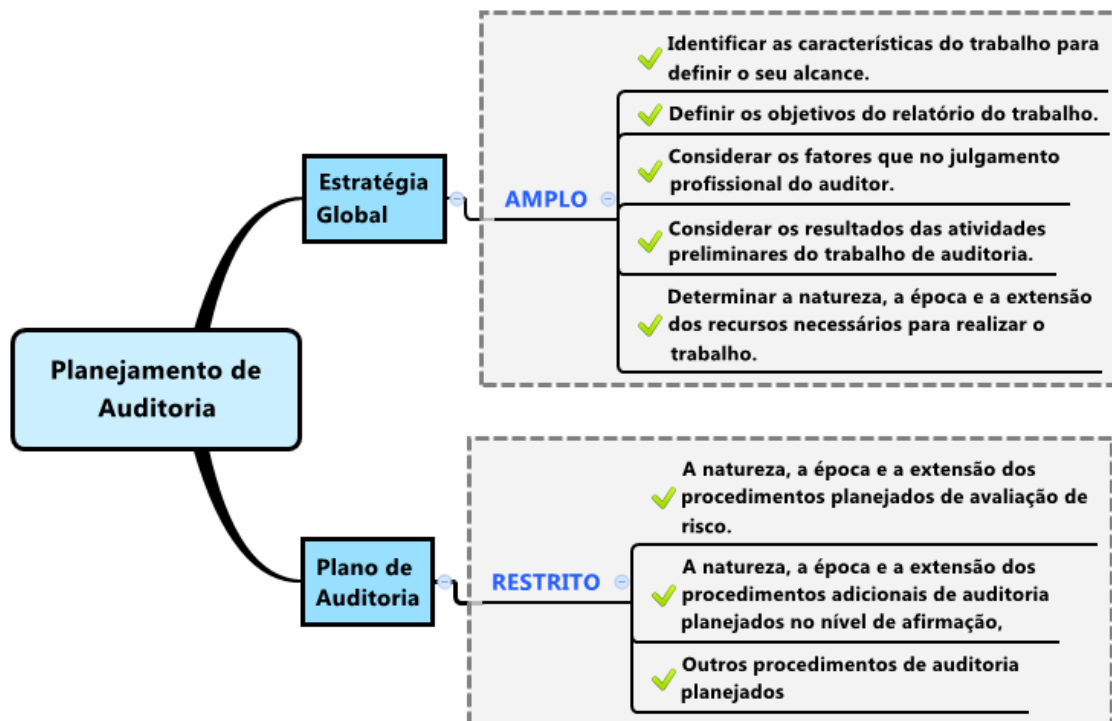 Planejamento de
Auditoria
Estratégia
Global
AMPLO
Identificar as características do trabalho para
definir o seu alcance.
Definir os objetivos do relatório do trabalho.
Considerar os fatores que no julgamento
profissional do auditor.
Considerar os resultados das atividades
preliminares do trabalho de auditoria.
Determinar a natureza, a época e a extensão
dos recursos necessários para realizar o
trabalho.
Plano de
Auditoria
RESTRITO
A natureza, a época e a extensão dos
procedimentos planejados de avaliação de
risco.
A natureza, a época e a extensão dos
procedimentos adicionais de auditoria
planejados no nível de afirmação,
Outros procedimentos de auditoria
planejados